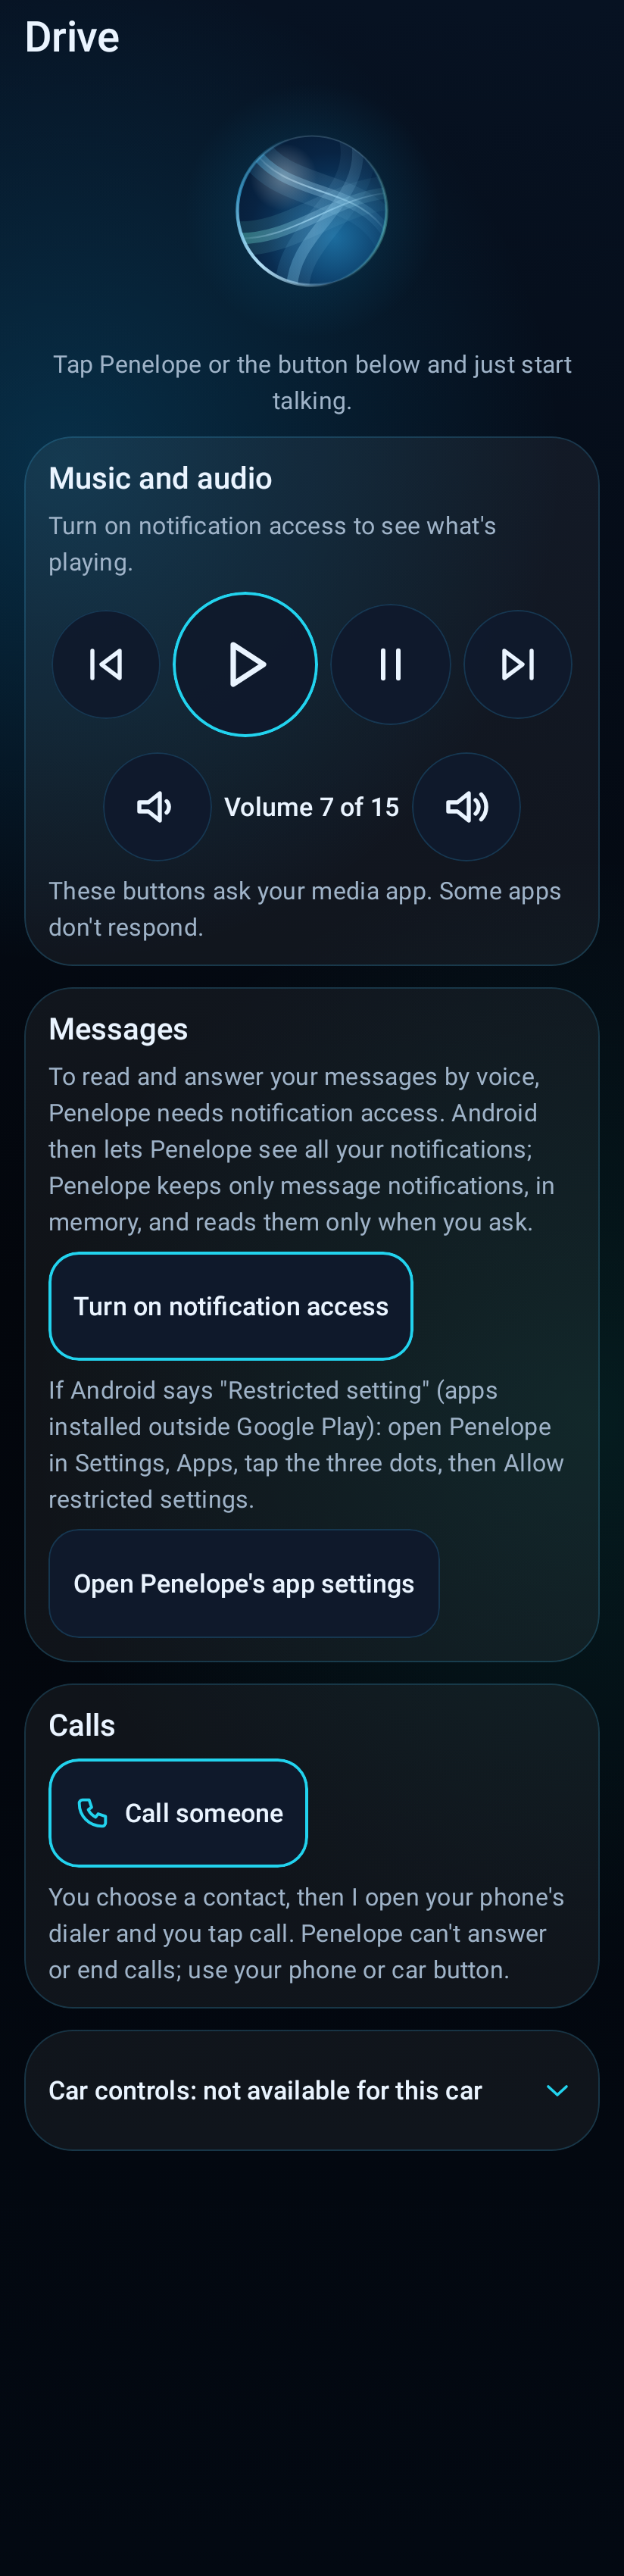 Drive
Tap Penelope or the button below and just start
talking.
Music and audio
Turn on notification access to see what's
playing.
Volume 7 of 15
These buttons ask your media app. Some apps
don't respond.
Messages
To read and answer your messages by voice,
Penelope needs notification access. Android
then lets Penelope see all your notifications;
Penelope keeps only message notifications, in
memory, and reads them only when you ask.
Turn on notification access
If Android says "Restricted setting" (apps
installed outside Google Play): open Penelope
in Settings, Apps, tap the three dots, then Allow
restricted settings.
Open Penelope's app settings
Calls
Call someone
You choose a contact, then I open your phone's
dialer and you tap call. Penelope can't answer
or end calls; use your phone or car button.
Car controls: not available for this car